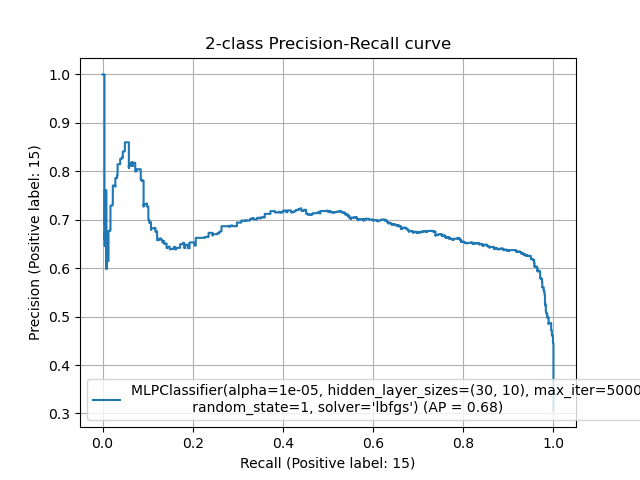 2-class Precision-Recall curve
1.0
0.9
0.8
0.7
0.6
0.5
0.4
0.3
Precision (Positive label: 15)
MLPClassifier(alpha=1e-05, hidden_layer_sizes=(30, 10), max_iter=5000
random_state=1, solver='lbfgs') (AP = 0.68)
0.0 0.2 0.4 0.6 0.8 1.0
Recall (Positive label: 15)